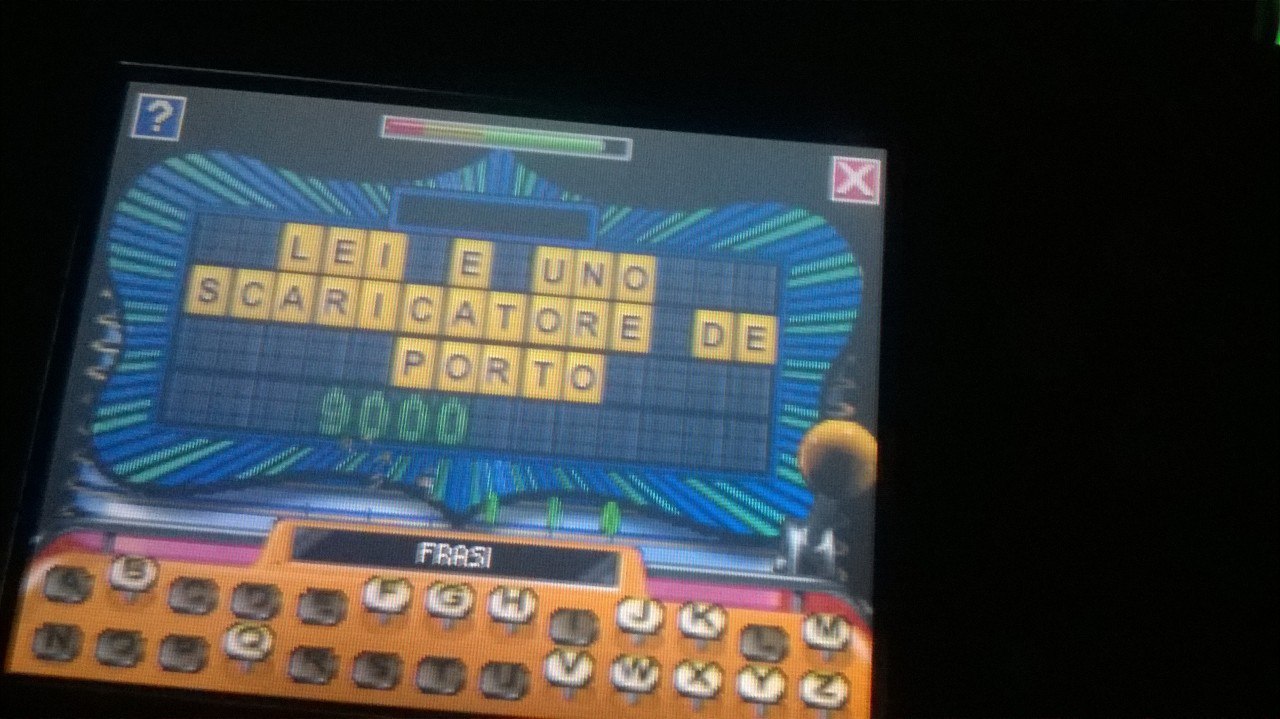 ?
X
LEI E UNO
SCARICATORE DE
PORTO
9000
FRASI
B F G H J K M
Q V W X Y Z